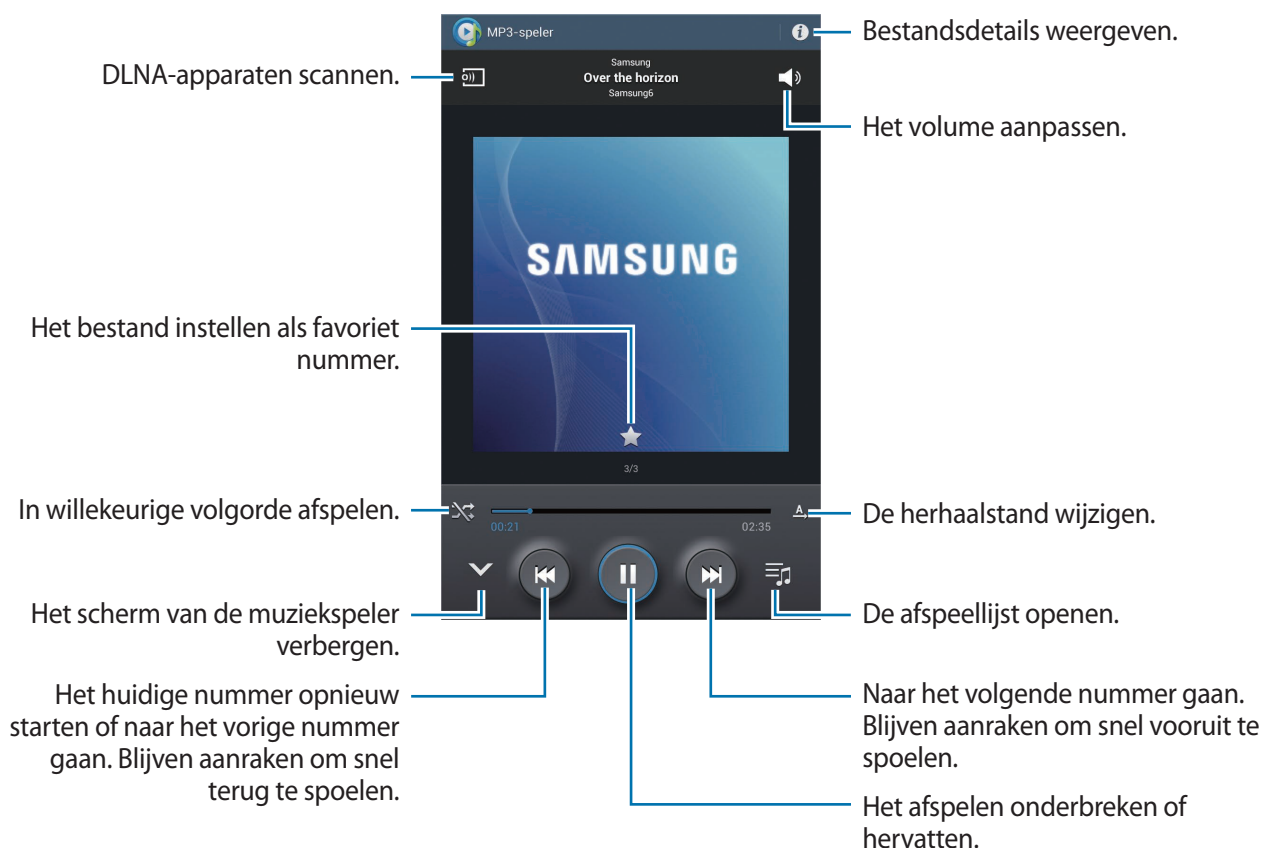 MP3-speler
Bestandsdetails weergeven.
DLNA-apparaten scannen.
Samsung
Over the horizon
Samsung6
Het volume aanpassen.
SAMSUNG
Het bestand instellen als favoriet
nummer.
3/3
In willekeurige volgorde afspelen.
00:21
02:35
A
De herhaalstand wijzigen.
Het scherm van de muziekspeler
verbergen.
De afspeellijst openen.
Het huidige nummer opnieuw
starten of naar het vorige nummer
gaan. Blijven aanraken om snel
terug te spoelen.
Naar het volgende nummer gaan.
Blijven aanraken om snel vooruit te
spoelen.
Het afspelen onderbreken of
hervatten.